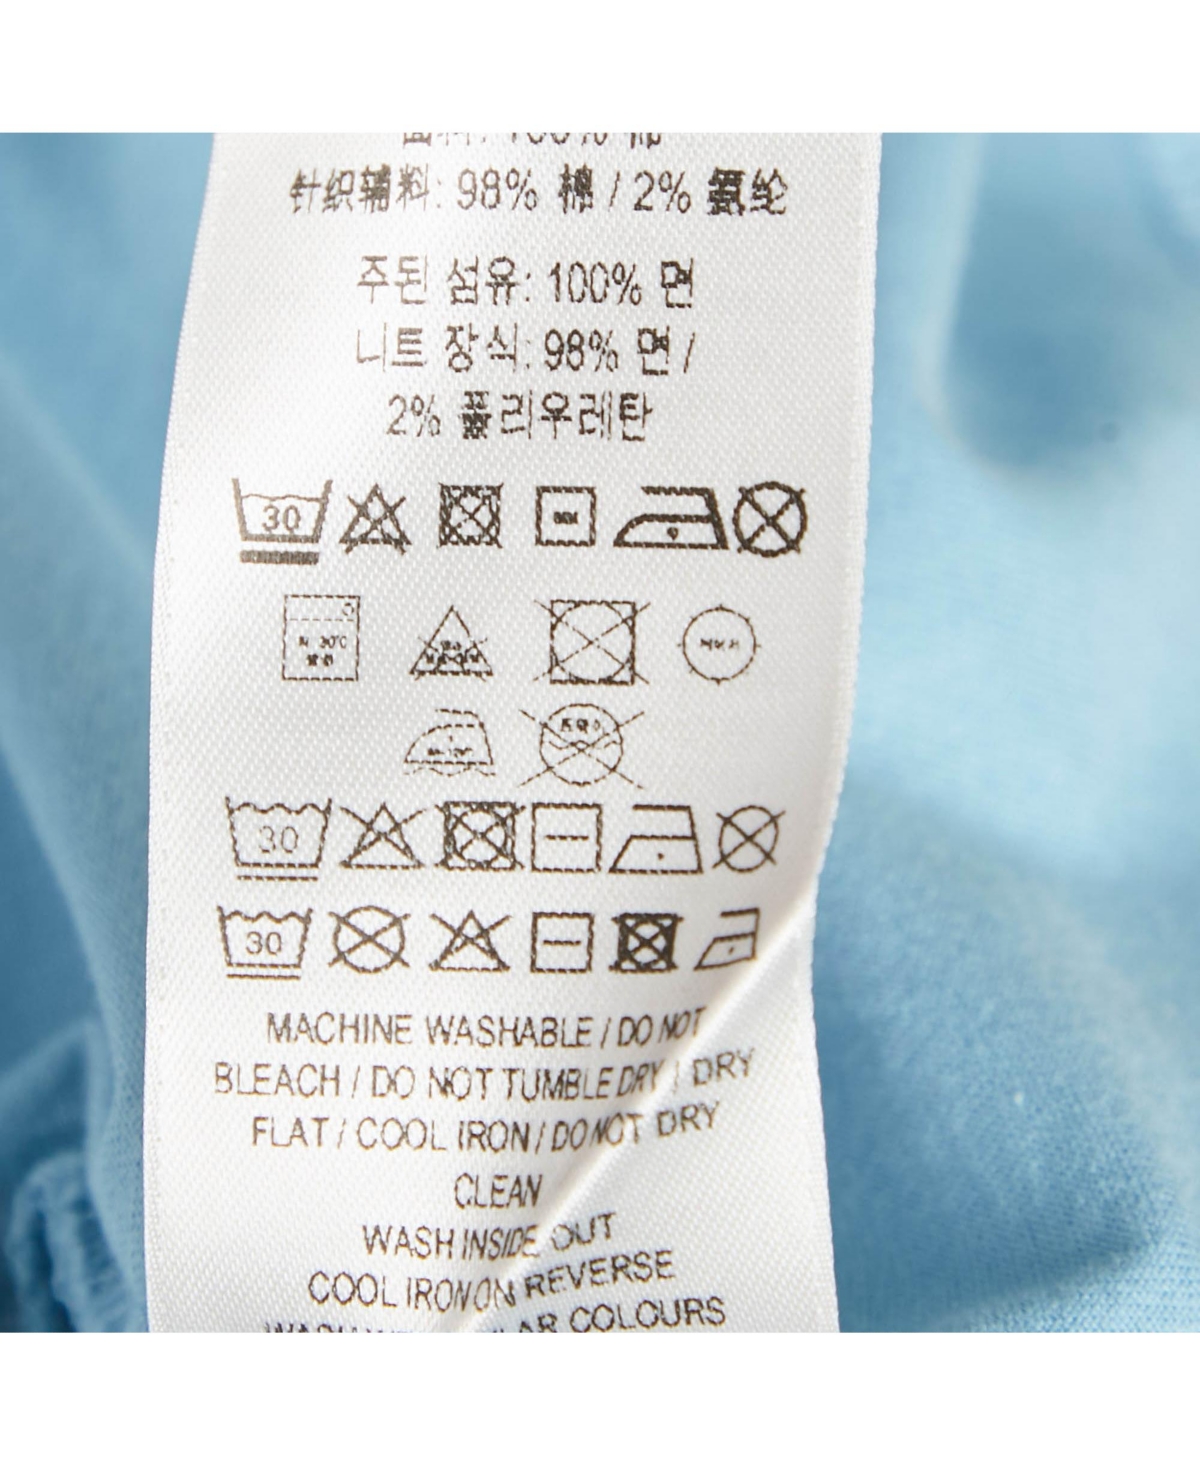 针织辅料: 98% 棉 / 2% 氨纶
주된 섬유: 100% 면
니트 장식: 98% 면 /
2% 폴리우레탄
30
30
30
MACHINE WASHABLE / DO NOT
BLEACH / DO NOT TUMBLE DRY / DRY
FLAT / COOL IRON / DO NOT DRY
CLEAN
WASH INSIDE OUT
COOL IRON ON REVERSE
COLOURS